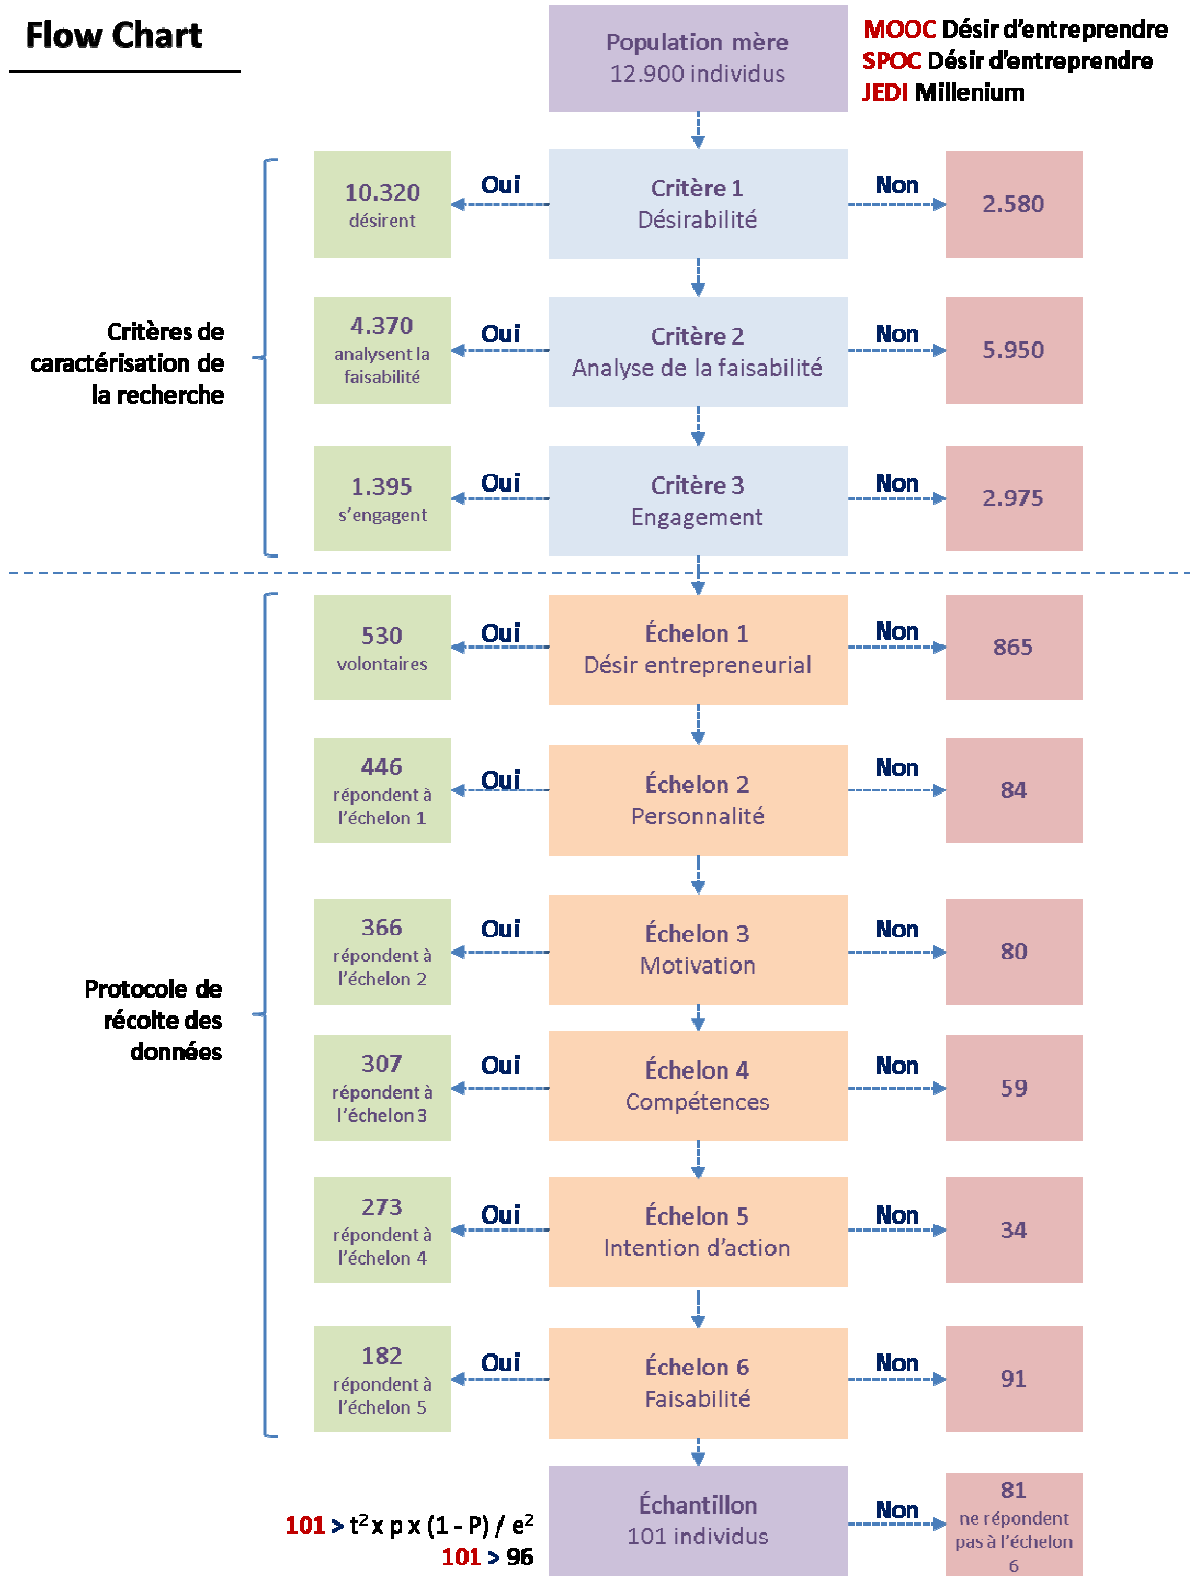 Flow Chart
Population mère
12.900 individus
MOOC Désir d’entreprendre
SPOC Désir d’entreprendre
JEDI Millenium
Critères de
caractérisation de
la recherche
10.320
désirent
Oui
Critère 1
Désirabilité
Non
2.580
4.370
analysent la
faisabilité
Oui
Critère 2
Analyse de la faisabilité
Non
5.950
1.395
s’engagent
Oui
Critère 3
Engagement
Non
2.975
Protocole de
récolte des
données
530
volontaires
Oui
Échelon 1
Désir entrepreneurial
Non
865
446
répondent à
l’échelon 1
Oui
Échelon 2
Personnalité
Non
84
366
répondent à
l’échelon 2
Oui
Échelon 3
Motivation
Non
80
307
répondent à
l’échelon 3
Oui
Échelon 4
Compétences
Non
59
273
répondent à
l’échelon 4
Oui
Échelon 5
Intention d’action
Non
34
182
répondent à
l’échelon 5
Oui
Échelon 6
Faisabilité
Non
91
101 > t² x p x (1 - P) / e²
101 > 96
Échantillon
101 individus
Non
81
ne répondent
pas à l’échelon
6